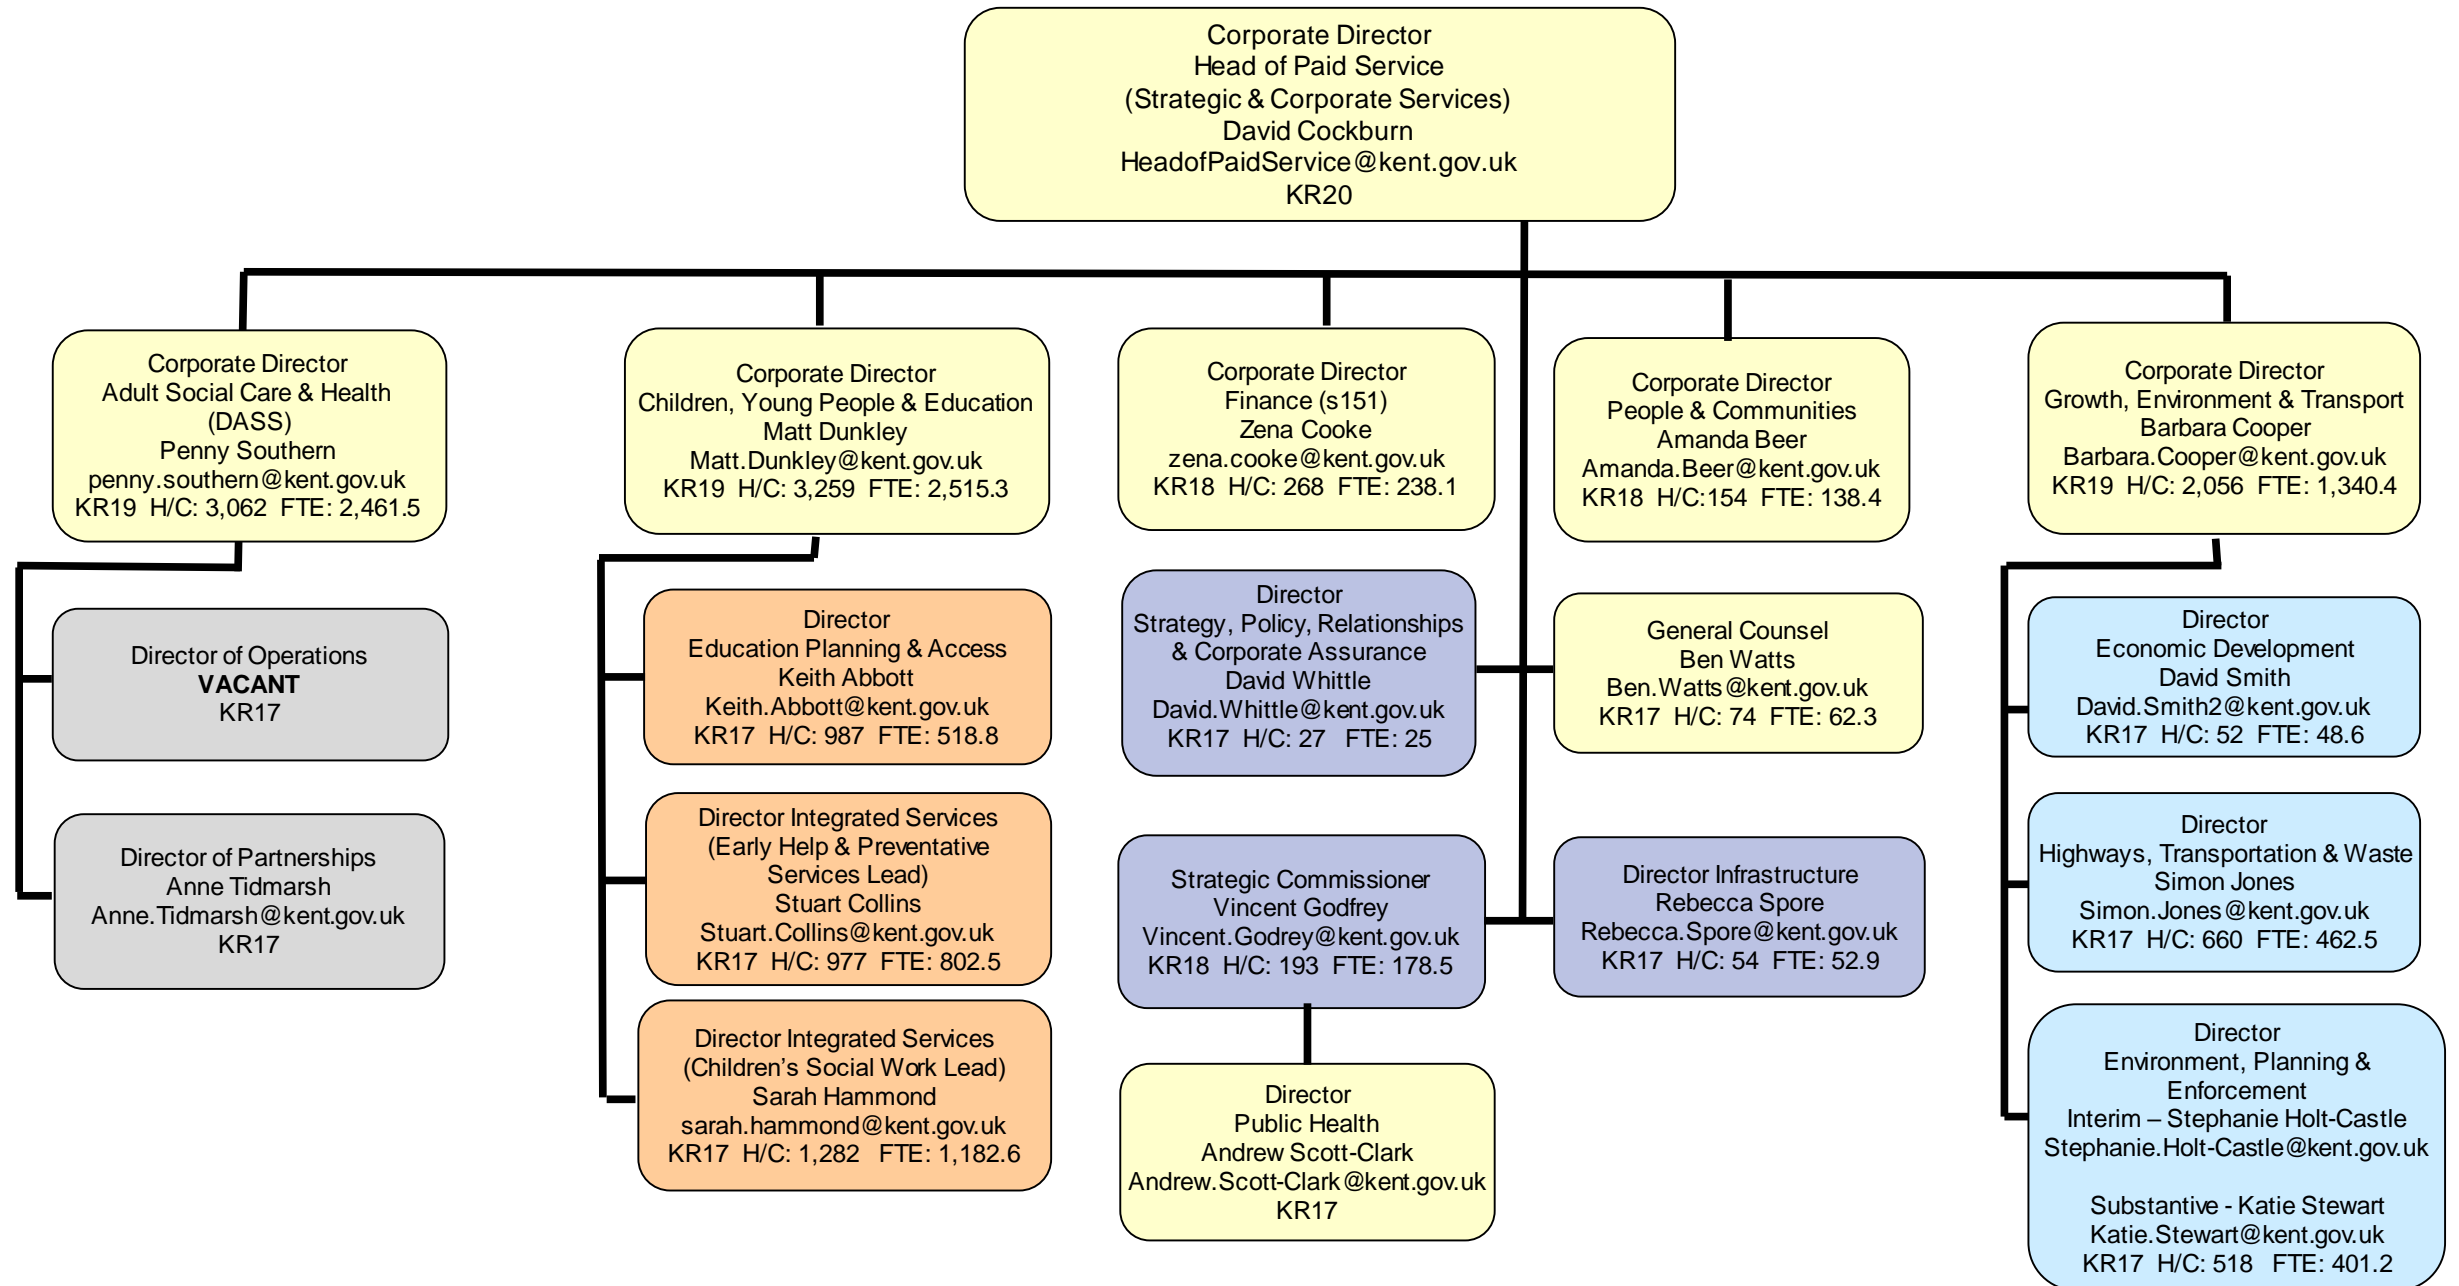 Corporate Director
Head of Paid Service
(Strategic & Corporate Services)
David Cockburn
HeadofPaidService@kent.gov.uk
KR20
Corporate Director
Adult Social Care & Health
(DASS)
Penny Southern
penny.southern@kent.gov.uk
KR19 H/C: 3,062 FTE: 2,461.5
Corporate Director
Children, Young People & Education
Matt Dunkley
Matt.Dunkley@kent.gov.uk
KR19 H/C: 3,259 FTE: 2,515.3
Corporate Director
Finance (s151)
Zena Cooke
zena.cooke@kent.gov.uk
KR18 H/C: 268 FTE: 238.1
Corporate Director
People & Communities
Amanda Beer
Amanda.Beer@kent.gov.uk
KR18 H/C:154 FTE: 138.4
Corporate Director
Growth, Environment & Transport
Barbara Cooper
Barbara.Cooper@kent.gov.uk
KR19 H/C: 2,056 FTE: 1,340.4
Director of Operations
VACANT
KR17
Director of Partnerships
Anne Tidmarsh
Anne.Tidmarsh@kent.gov.uk
KR17
Director
Education Planning & Access
Keith Abbott
Keith.Abbott@kent.gov.uk
KR17 H/C: 987 FTE: 518.8
Director Integrated Services
(Early Help & Preventative
Services Lead)
Stuart Collins
Stuart.Collins@kent.gov.uk
KR17 H/C: 977 FTE: 802.5
Director Integrated Services
(Children's Social Work Lead)
Sarah Hammond
sarah.hammond@kent.gov.uk
KR17 H/C: 1,282 FTE: 1,182.6
Director
Strategy, Policy, Relationships
& Corporate Assurance
David Whittle
David.Whittle@kent.gov.uk
KR17 H/C: 27 FTE: 25
General Counsel
Ben Watts
Ben.Watts@kent.gov.uk
KR17 H/C: 74 FTE: 62.3
Strategic Commissioner
Vincent Godfrey
Vincent.Godrey@kent.gov.uk
KR18 H/C: 193 FTE: 178.5
Director Infrastructure
Rebecca Spore
Rebecca.Spore@kent.gov.uk
KR17 H/C: 54 FTE: 52.9
Director
Public Health
Andrew Scott-Clark
Andrew.Scott-Clark@kent.gov.uk
KR17
Director
Economic Development
David Smith
David.Smith2@kent.gov.uk
KR17 H/C: 52 FTE: 48.6
Director
Highways, Transportation & Waste
Simon Jones
Simon.Jones@kent.gov.uk
KR17 H/C: 660 FTE: 462.5
Director
Environment, Planning &
Enforcement
Interim – Stephanie Holt-Castle
Stephanie.Holt-Castle@kent.gov.uk
Substantive - Katie Stewart
Katie.Stewart@kent.gov.uk
KR17 H/C: 518 FTE: 401.2